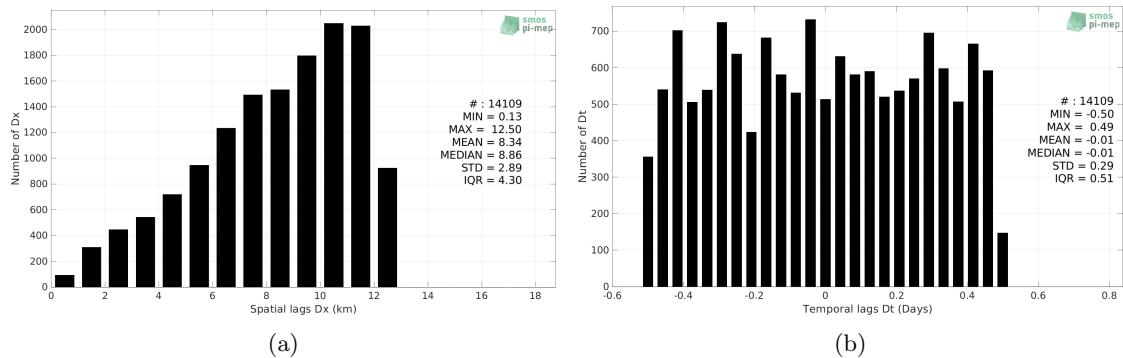 2000
1800
1600
1400
1200
1000
800
600
400
200
0
Number of Dx
0 2 4 6 8 10 12 14 16 18
Spatial lags Dx (km)
smos
pi-mep
# : 14109
MIN = 0.13
MAX = 12.50
MEAN = 8.34
MEDIAN = 8.86
STD = 2.89
IQR = 4.30
(a)
700
600
500
400
300
200
100
0
Number of Dt
-0.6 -0.4 -0.2 0 0.2 0.4 0.6 0.8
Temporal lags Dt (Days)
smos
pi-mep
# : 14109
MIN = -0.50
MAX = 0.49
MEAN = -0.01
MEDIAN = -0.01
STD = 0.29
IQR = 0.51
(b)